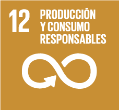 12 PRODUCCIÓN
Y CONSUMO
RESPONSABLES